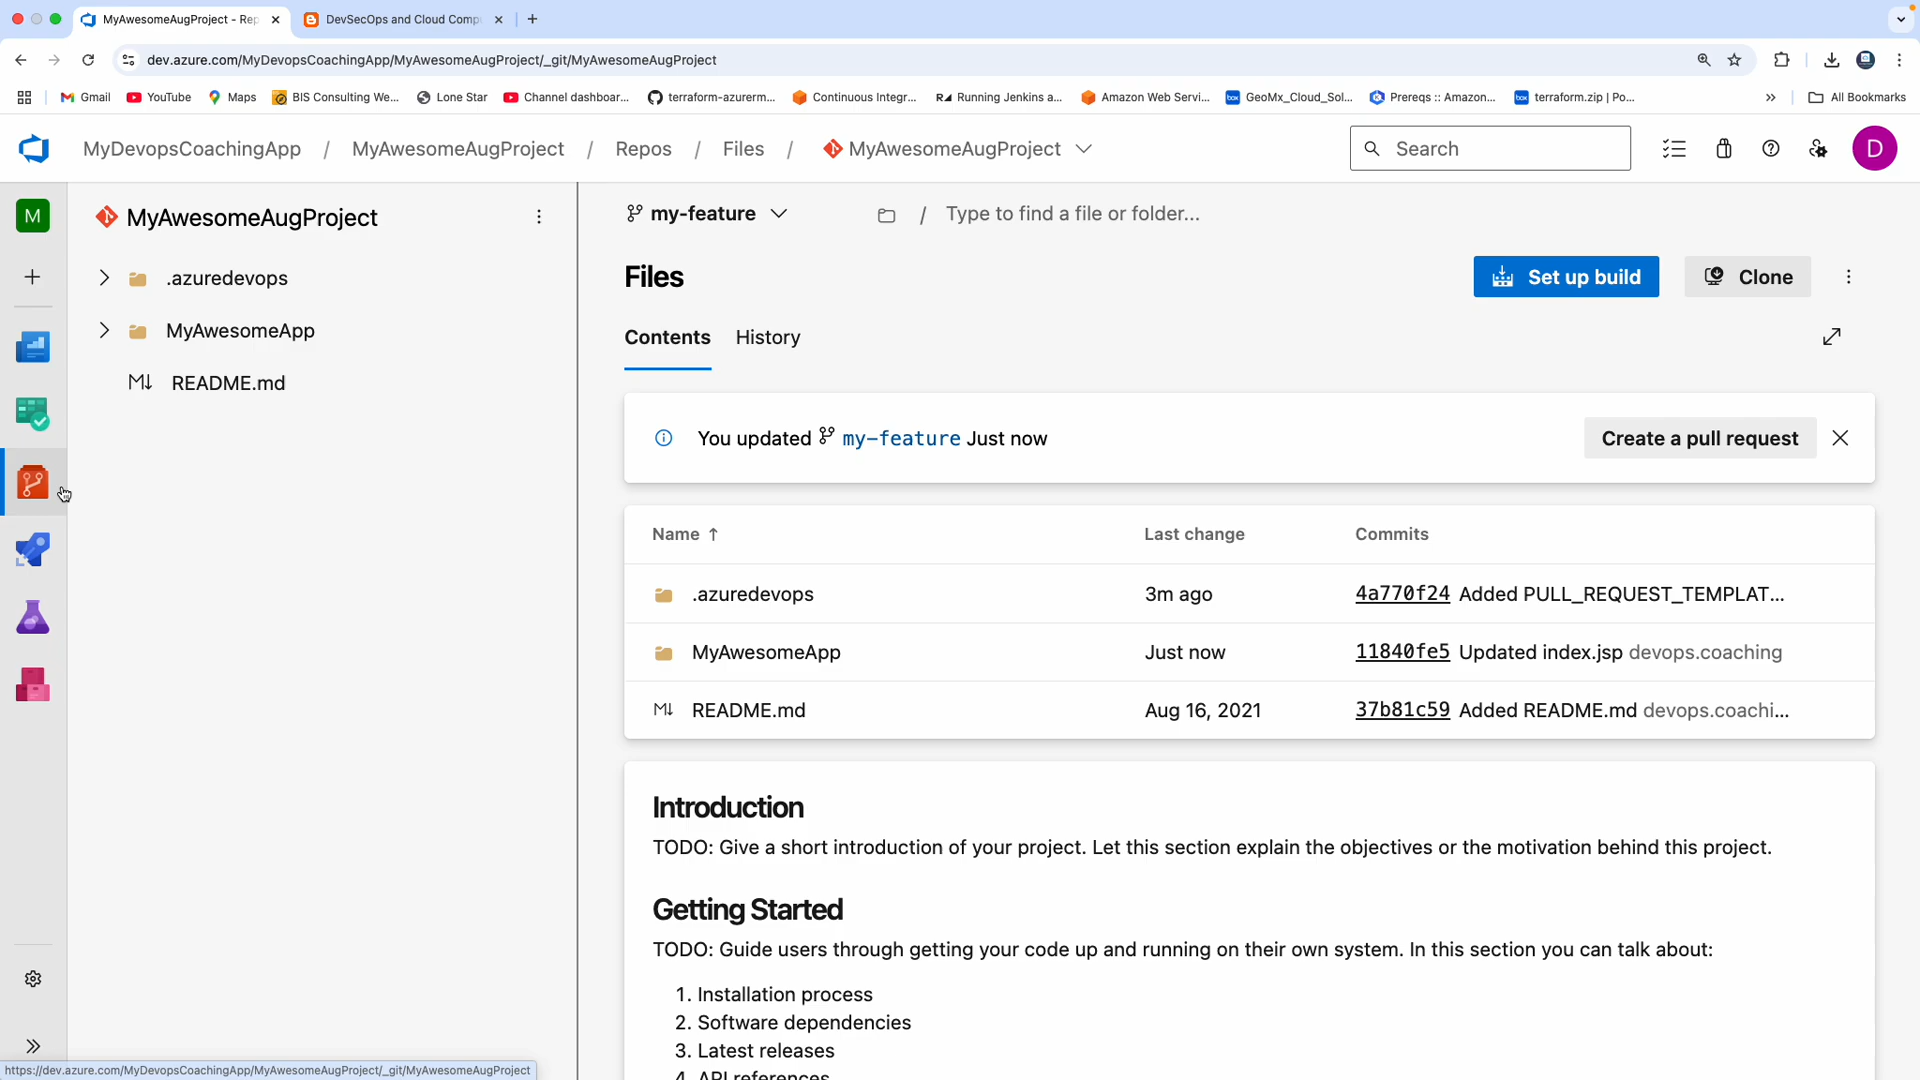 MyAwesomeAugProject - Rep
DevSecOps and Cloud Comp
dev.azure.com/MyDevopsCoachingApp/MyAwesomeAugProject/_git/MyAwesomeAugProject
Gmail
YouTube
Maps
BIS Consulting We...
Lone Star
Channel dashboar...
terraform-azurerm...
Continuous Integr...
Running Jenkins a...
Amazon Web Servi...
GeoMx_Cloud_Sol...
Prereqs :: Amazon...
terraform.zip | Po...
All Bookmarks
MyDevopsCoachingApp / MyAwesomeAugProject / Repos / Files / MyAwesomeAugProject
Search
D
M
MyAwesomeAugProject
.azuredevops
MyAwesomeApp
README.md
my-feature
/ Type to find a file or folder...
Files
Set up build
Clone
Contents
History
You updated my-feature Just now
Create a pull request
Name
Last change
Commits
.azuredevops
3m ago
4a770f24 Added PULL_REQUEST_TEMPLAT...
MyAwesomeApp
Just now
11840fe5 Updated index.jsp devops.coaching
README.md
Aug 16, 2021
37b81c59 Added README.md devops.coachi...
Introduction
TODO: Give a short introduction of your project. Let this section explain the objectives or the motivation behind this project.
Getting Started
TODO: Guide users through getting your code up and running on their own system. In this section you can talk about:
1. Installation process
2. Software dependencies
3. Latest releases
4. API references
https://dev.azure.com/MyDevopsCoachingApp/MyAwesomeAugProject/_git/MyAwesomeAugProject